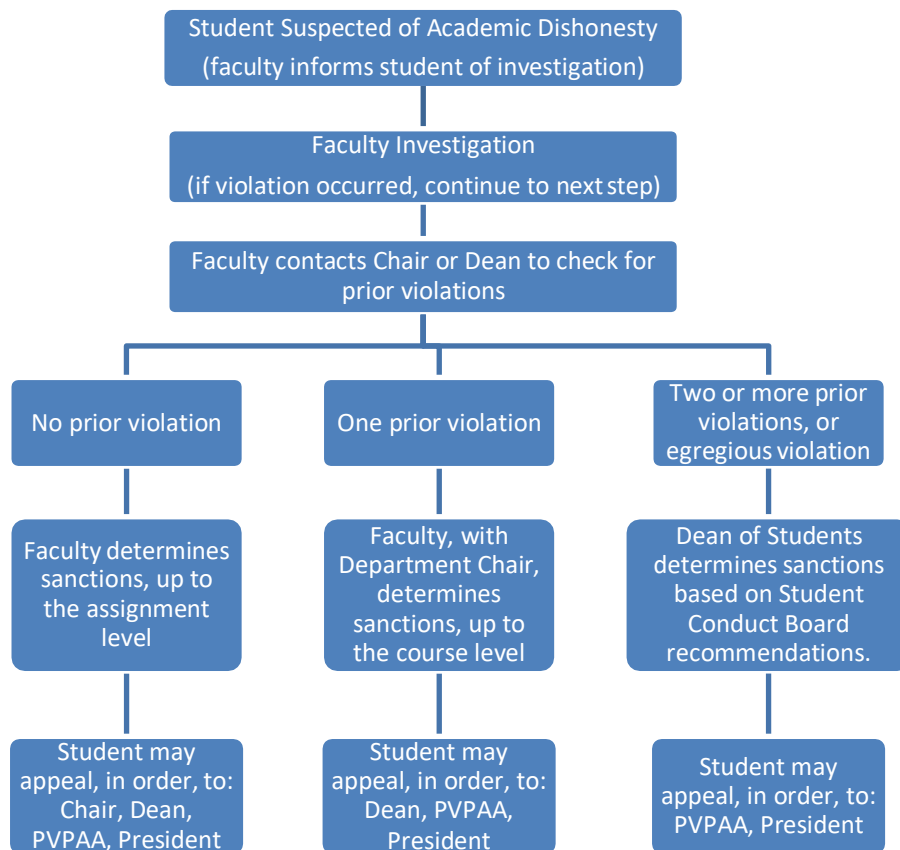 Student Suspected of Academic Dishonesty
(faculty informs student of investigation)
Faculty Investigation
(if violation occurred, continue to next step)
Faculty contacts Chair or Dean to check for
prior violations
No prior violation
One prior violation
Two or more prior
violations, or
egregious violation
Faculty determines
sanctions, up to
the assignment
level
Faculty, with
Department Chair,
determines
sanctions, up to
the course level
Dean of Students
determines sanctions
based on Student
Conduct Board
recommendations.
Student may
appeal, in order, to:
Chair, Dean,
PVPAA, President
Student may
appeal, in order, to:
Dean, PVPAA,
President
Student may
appeal, in order, to:
PVPAA, President